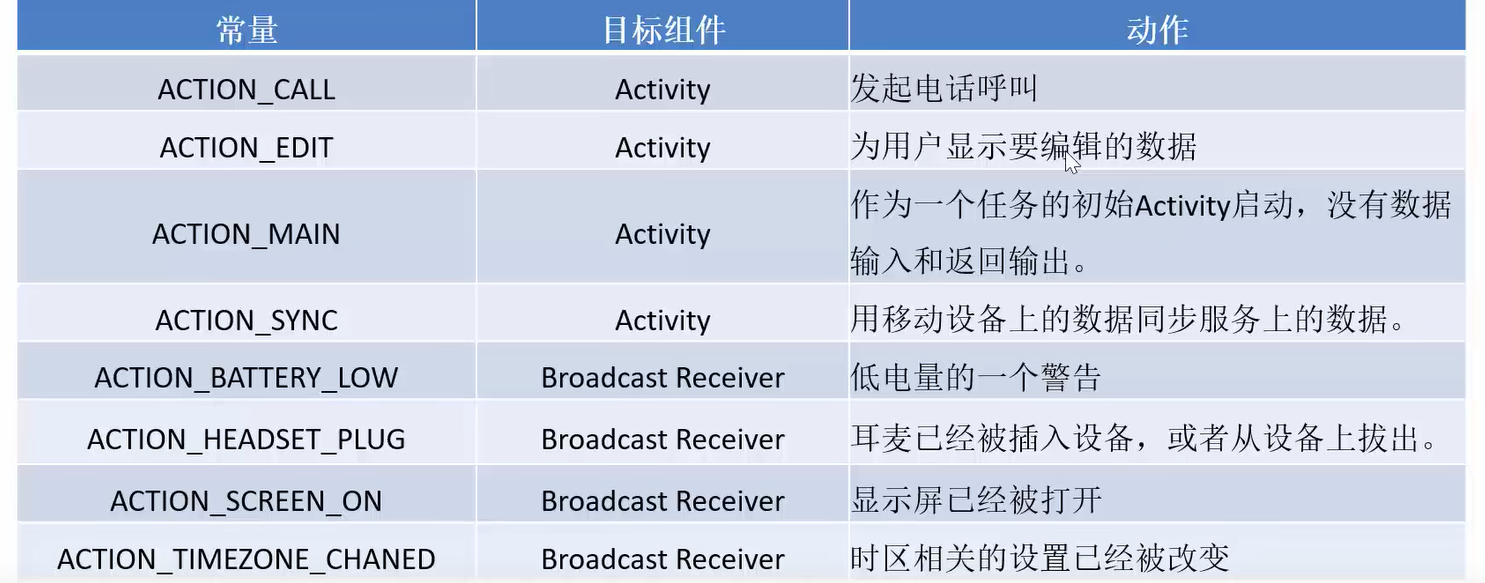 常量 目标组件 动作
ACTION_CALL Activity 发起电话呼叫
ACTION_EDIT Activity 为用户显示要编辑的数据
ACTION_MAIN Activity 作为一个任务的初始Activity启动，没有数据
输入和返回输出。
ACTION_SYNC Activity 用移动设备上的数据同步服务上的数据。
ACTION_BATTERY_LOW Broadcast Receiver 低电量的一个警告
ACTION_HEADSET_PLUG Broadcast Receiver 耳麦已经被插入设备，或者从设备上拔出。
ACTION_SCREEN_ON Broadcast Receiver 显示屏已经被打开
ACTION_TIMEZONE_CHANED Broadcast Receiver 时区相关的设置已经被改变